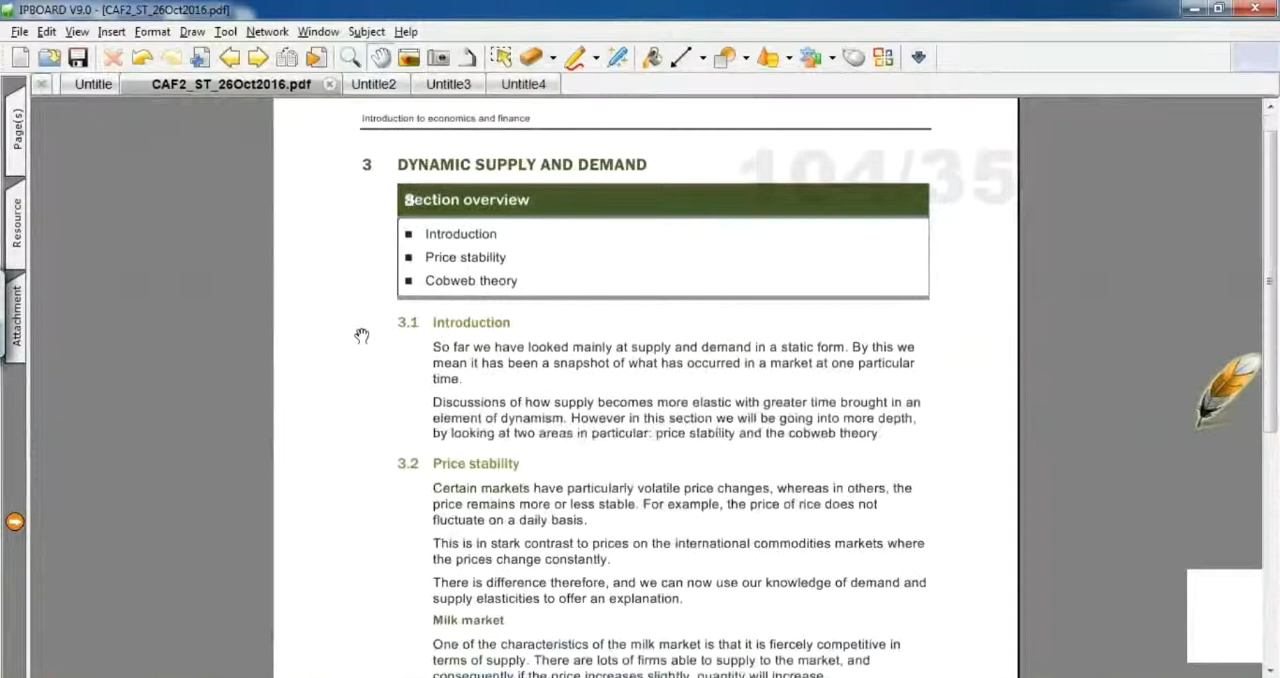 IPBOARD V9.0 - [CAF2_ST_26Oct2016.pdf]
File Edit View Insert Format Draw Tool Network Window Subject Help
Untitle CAF2_ST_26Oct2016.pdf Untitle2 Untitle3 Untitle4
Page(s)
Resource
Attachment
Introduction to economics and finance
104/35
3 DYNAMIC SUPPLY AND DEMAND
Section overview
■ Introduction
■ Price stability
■ Cobweb theory
3.1 Introduction
So far we have looked mainly at supply and demand in a static form. By this we
mean it has been a snapshot of what has occurred in a market at one particular
time.
Discussions of how supply becomes more elastic with greater time brought in an
element of dynamism. However in this section we will be going into more depth,
by looking at two areas in particular: price stability and the cobweb theory
3.2 Price stability
Certain markets have particularly volatile price changes, whereas in others, the
price remains more or less stable. For example, the price of rice does not
fluctuate on a daily basis.
This is in stark contrast to prices on the international commodities markets where
the prices change constantly.
There is difference therefore, and we can now use our knowledge of demand and
supply elasticities to offer an explanation.
Milk market
One of the characteristics of the milk market is that it is fiercely competitive in
terms of supply. There are lots of firms able to supply to the market, and
consequently if the price increases slightly, quantity will increase